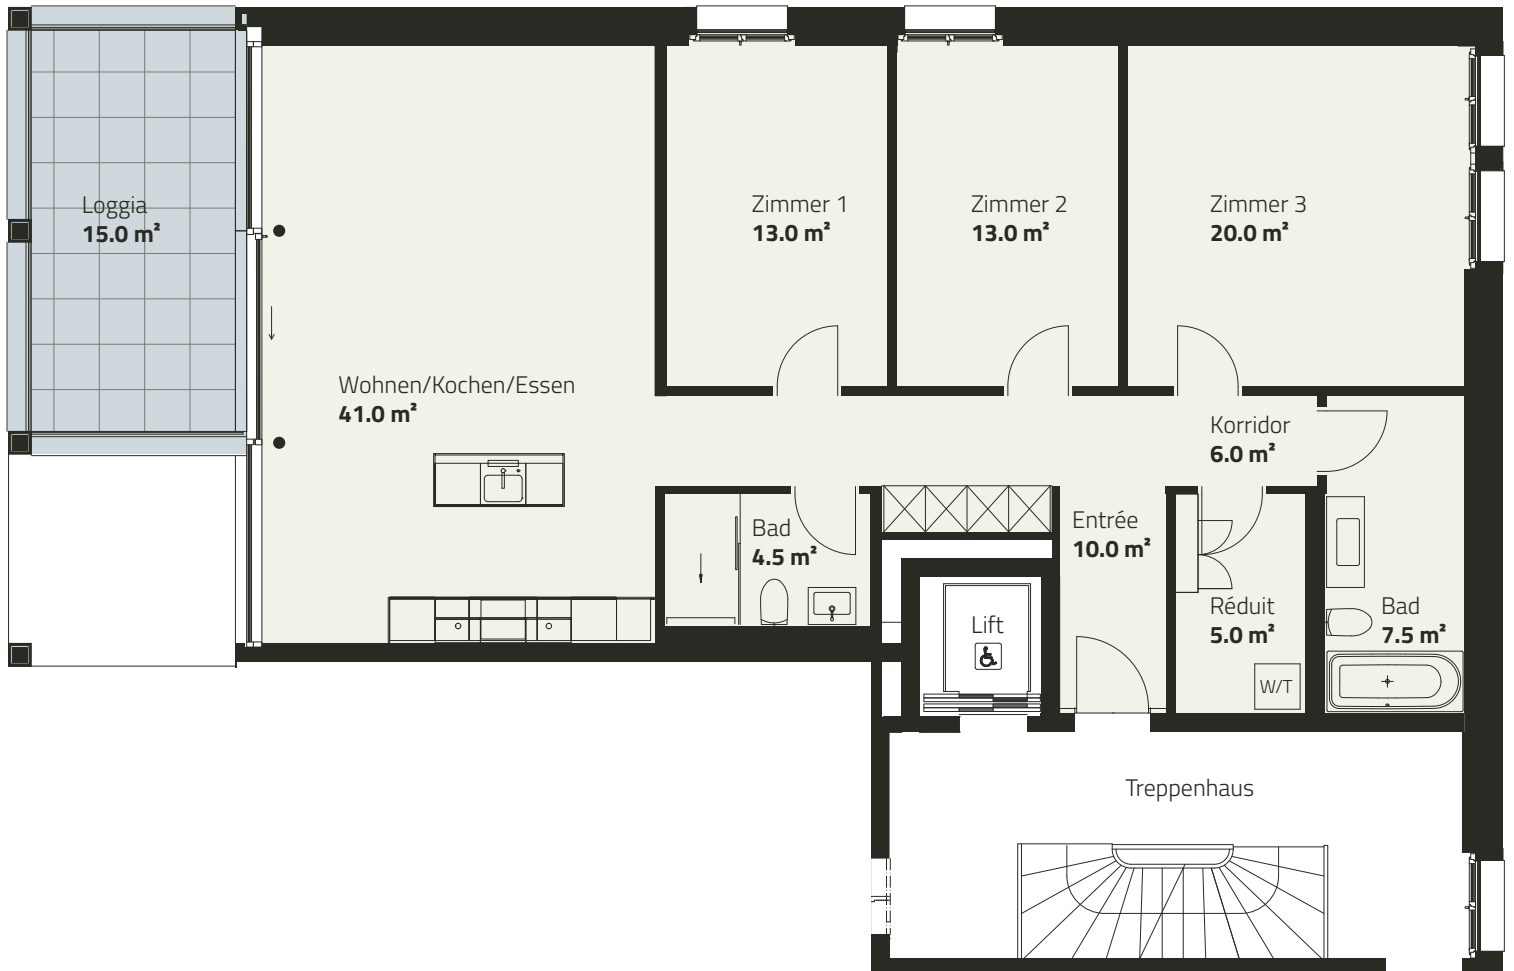 Loggia
15.0 m²
Zimmer 1
13.0 m²
Zimmer 2
13.0 m²
Zimmer 3
20.0 m²
Wohnen/Kochen/Essen
41.0 m²
Korridor
6.0 m²
Bad
4.5 m²
Entrée
10.0 m²
Lift
Réduit
5.0 m²
W/T
Bad
7.5 m²
Treppenhaus